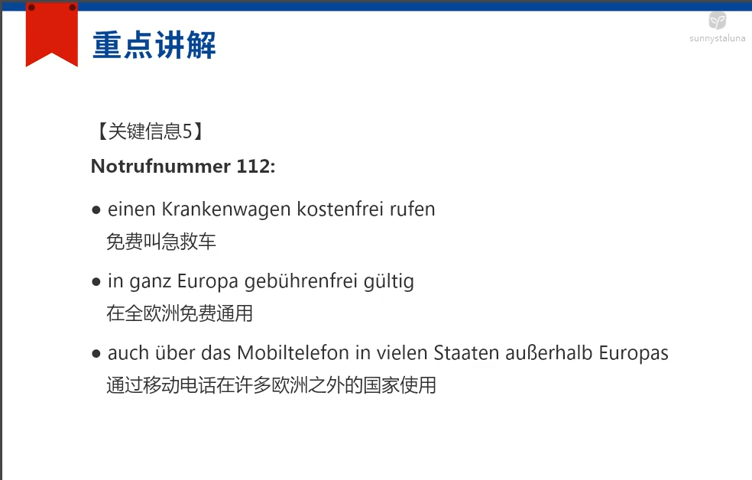 sunnystaluna
重点讲解
【关键信息5】
Notrufnummer 112:
● einen Krankenwagen kostenfrei rufen
免费叫急救车
● in ganz Europa gebührenfrei gültig
在全欧洲免费通用
● auch über das Mobiltelefon in vielen Staaten außerhalb Europas
通过移动电话在许多欧洲之外的国家使用